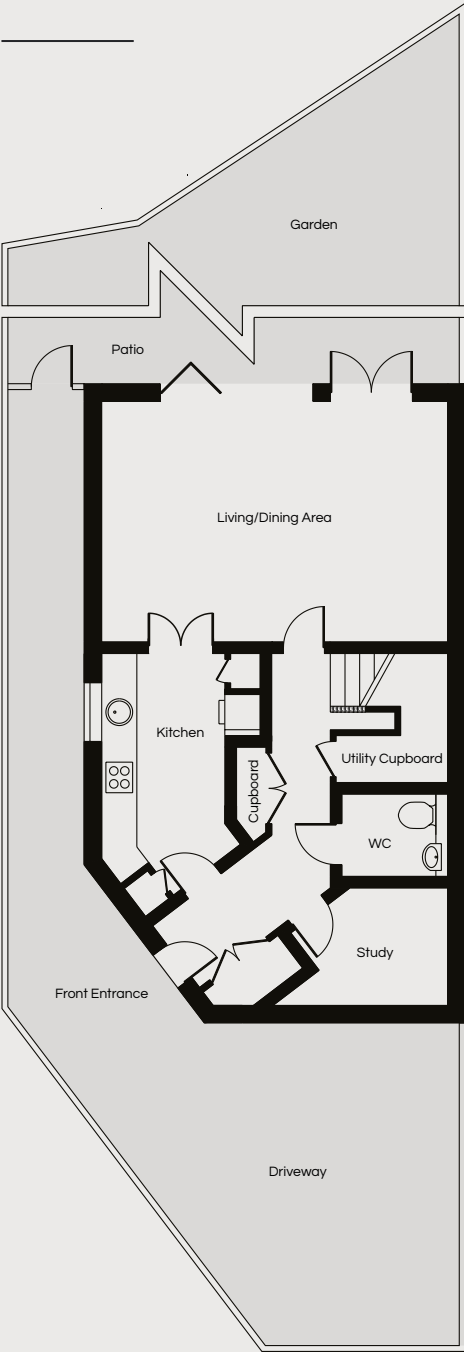 Garden
Patio
Living/Dining Area
Kitchen
Utility Cupboard
Cupboard
WC
Study
Front Entrance
Driveway